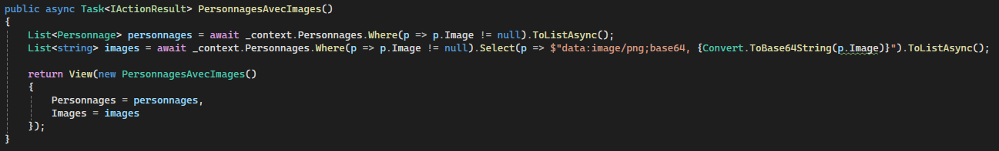 public async Task<IActionResult> PersonnagesAvecImages()
{
    List<Personnage> personnages = await _context.Personnages.Where(p => p.Image != null).ToListAsync();
    List<string> images = await _context.Personnages.Where(p => p.Image != null).Select(p => $"data:image/png;base64, {Convert.ToBase64String(p.Image)}").ToListAsync();

    return View(new PersonnagesAvecImages()
    {
        Personnages = personnages,
        Images = images
    });
}